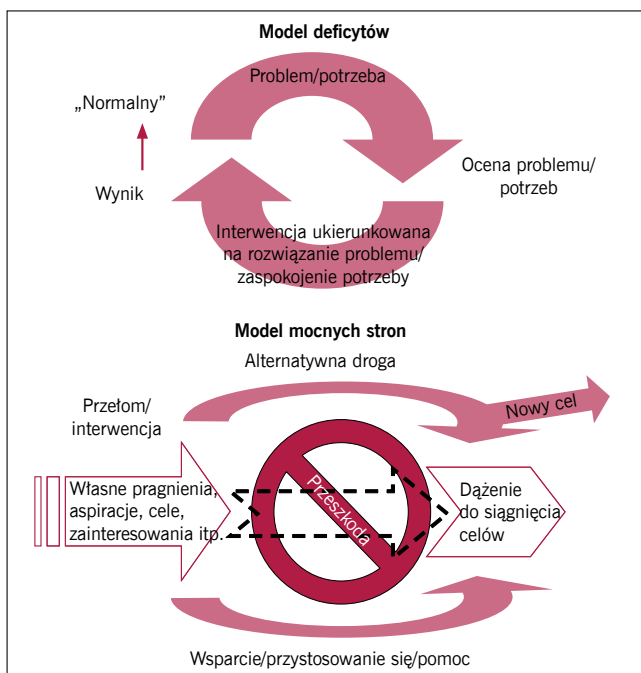 Model deficytów
Problem/potrzeba
„Normalny”
Ocena problemu/
potrzeb
Wynik
Interwencja ukierunkowana
na rozwiązanie problemu/
zaspokojenie potrzeby
Model mocnych stron
Alternatywna droga
Nowy cel
Przełom/
interwencja
Własne pragnienia,
aspiracje, cele,
zainteresowania itp.
Przeszkoda
Dążenie
do siągnięcia
celów
Wsparcie/przystosowanie się/pomoc